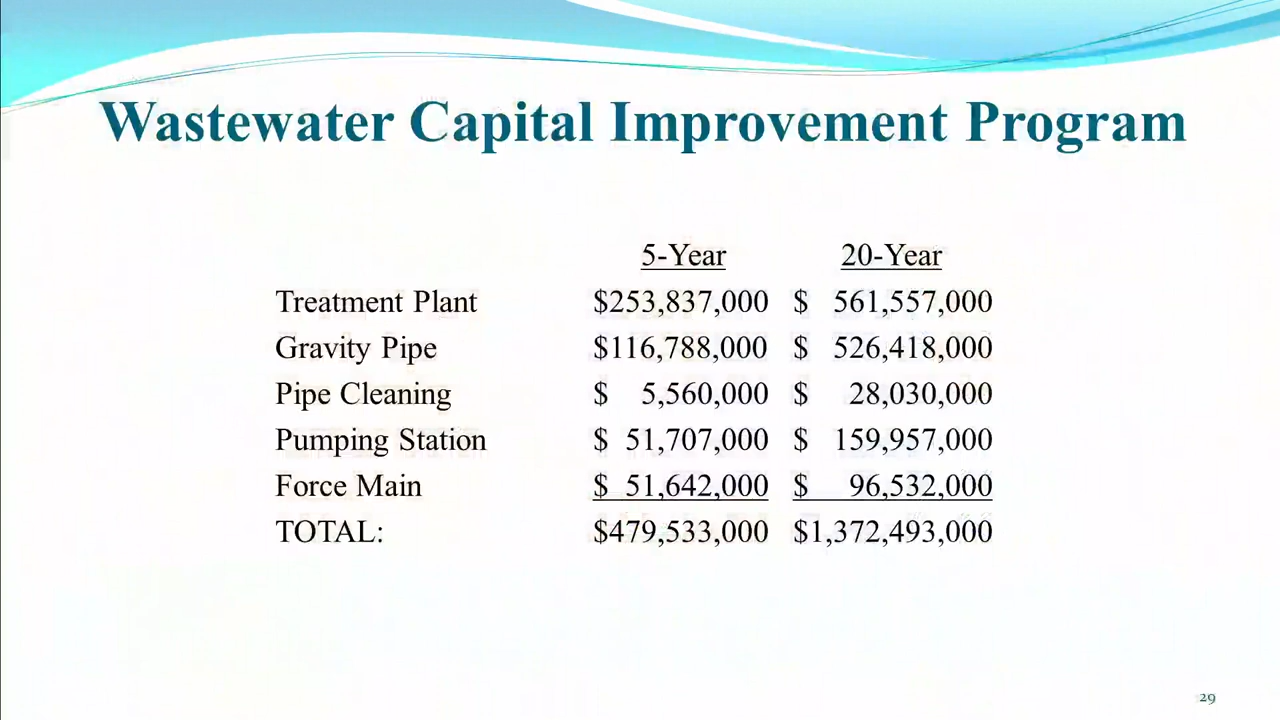 Wastewater Capital Improvement Program
5-Year 20-Year
Treatment Plant $253,837,000 $ 561,557,000
Gravity Pipe $116,788,000 $ 526,418,000
Pipe Cleaning $ 5,560,000 $ 28,030,000
Pumping Station $ 51,707,000 $ 159,957,000
Force Main $ 51,642,000 $ 96,532,000
TOTAL: $479,533,000 $1,372,493,000
29